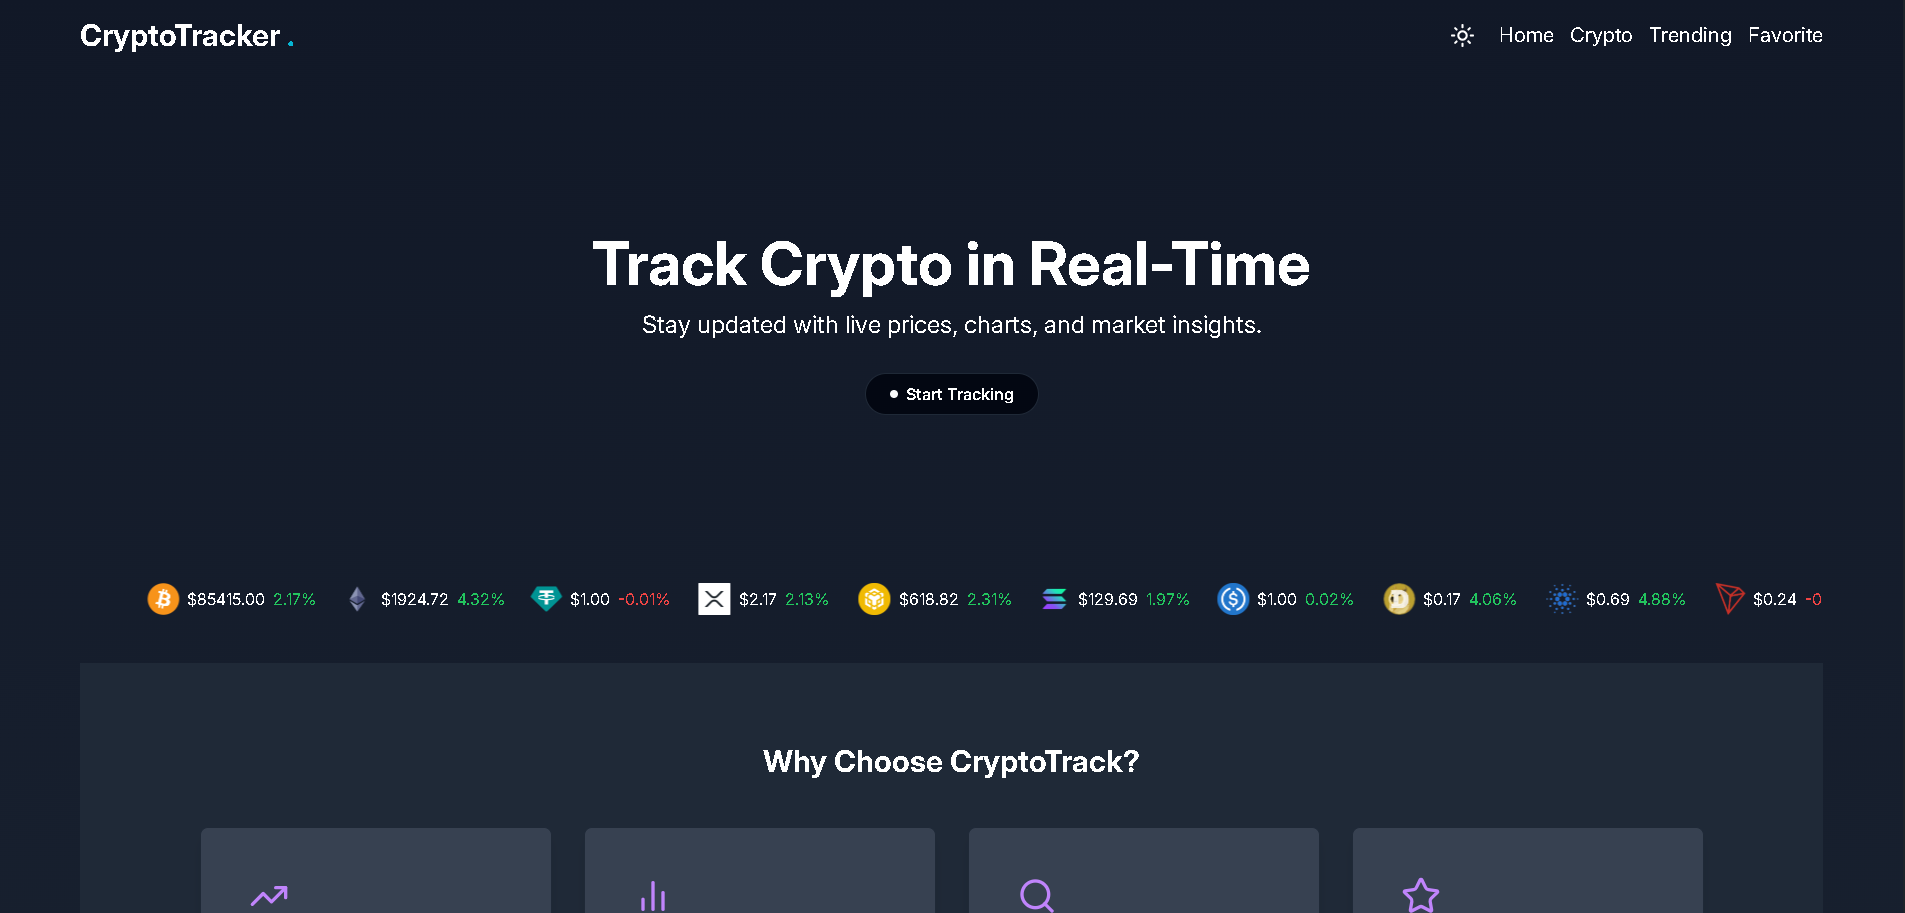 CryptoTracker .
Home Crypto Trending Favorite
Track Crypto in Real-Time
Stay updated with live prices, charts, and market insights.
Start Tracking
$85415.00 2.17% $1924.72 4.32% $1.00 -0.01% $2.17 2.13% $618.82 2.31% $129.69 1.97% $1.00 0.02% $0.17 4.06% $0.69 4.88% $0.24 -0
Why Choose CryptoTrack?